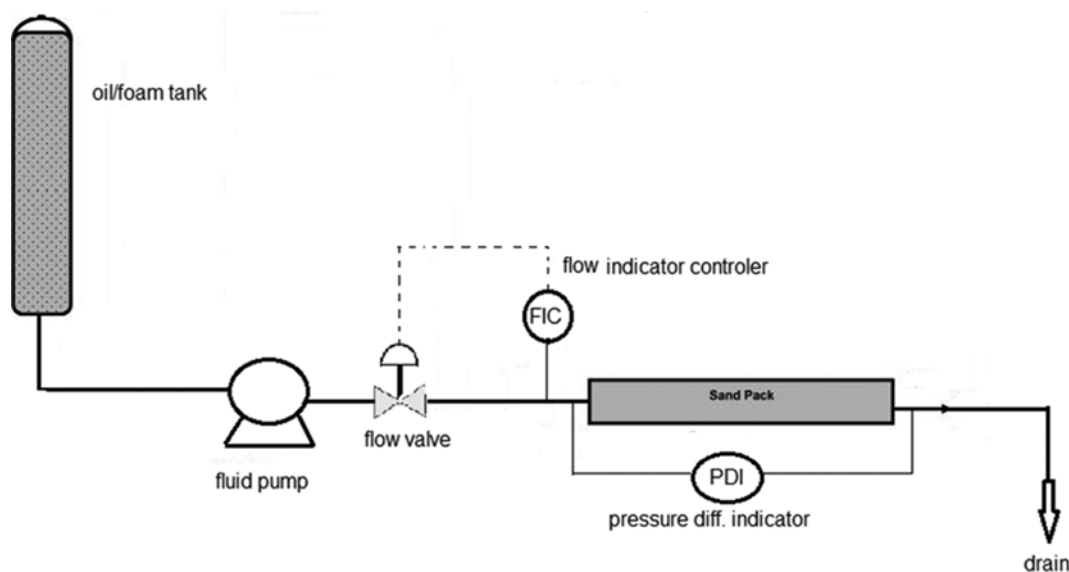 oil/foam tank
flow indicator controler
FIC
Sand Pack
flow valve
fluid pump
PDI
pressure diff. indicator
drain